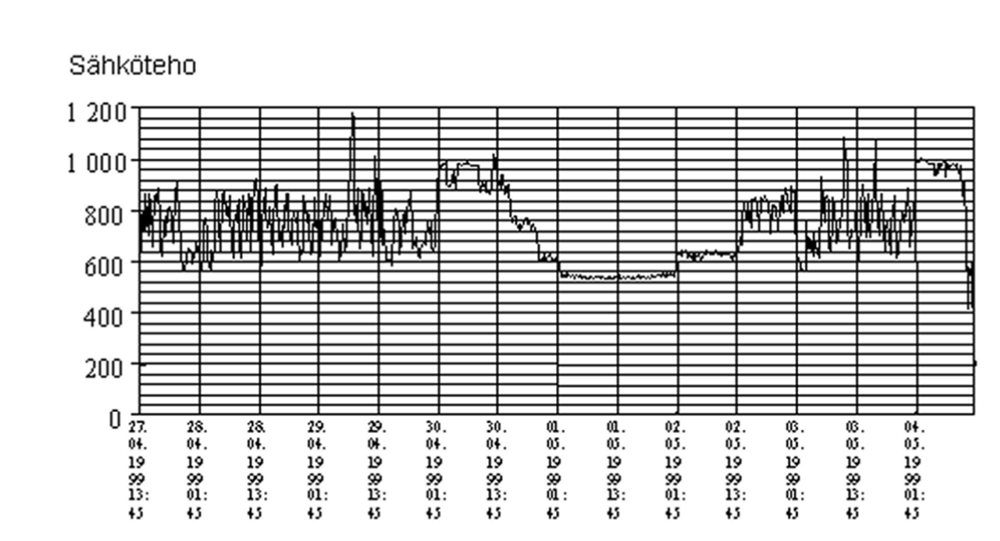 Sähköteho
1 200
1 000
800
600
400
200
0
27. 28. 28. 29. 29. 30. 30. 01. 01. 02. 02. 03. 03. 04.
04. 04. 04. 04. 04. 04. 04. 05. 05. 05. 05. 05. 05. 05.
19 19 19 19 19 19 19 19 19 19 19 19 19 19
99 99 99 99 99 99 99 99 99 99 99 99 99 99
13: 01: 13: 01: 13: 01: 13: 01: 13: 01: 13: 01: 13: 01:
45 45 45 45 45 45 45 45 45 45 45 45 45 45